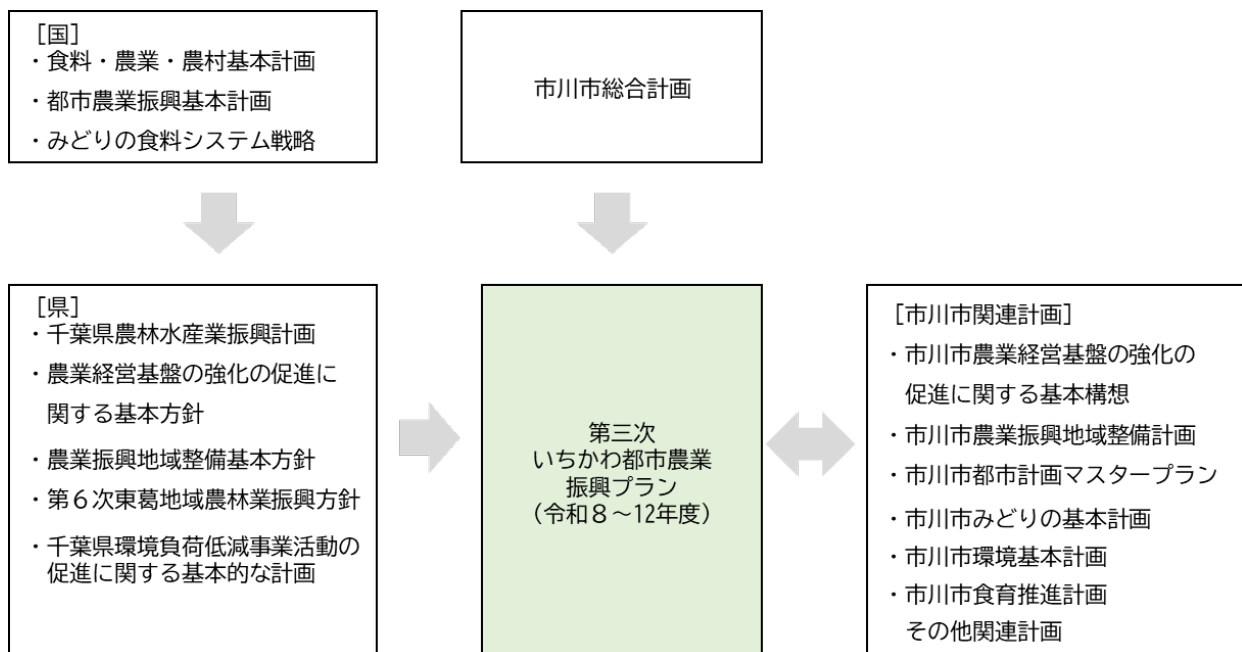 [国]
・食料・農業・農村基本計画
・都市農業振興基本計画
・みどりの食料システム戦略
市川市総合計画
[県]
・千葉県農林水産業振興計画
・農業経営基盤の強化の促進に
関する基本方針
・農業振興地域整備基本方針
・第６次東葛地域農林業振興方針
・千葉県環境負荷低減事業活動の
促進に関する基本的な計画
第三次
いちかわ都市農業
振興プラン
（令和８～12年度）
[市川市関連計画]
・市川市農業経営基盤の強化の
促進に関する基本構想
・市川市農業振興地域整備計画
・市川市都市計画マスタープラン
・市川市みどりの基本計画
・市川市環境基本計画
・市川市食育推進計画
その他関連計画